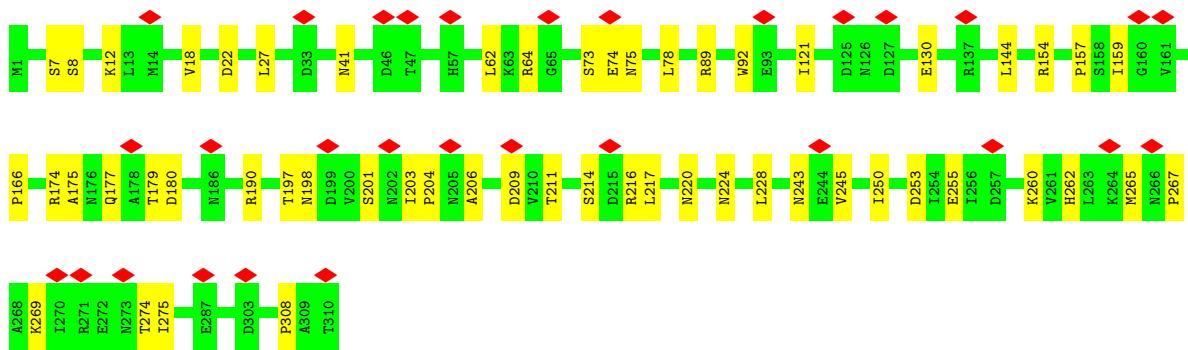 M1 S7 S8 K12 L13 M14 V18 D22 L27 D33 N41 D46 T47 H57 L62 K63 R64 G65 S73 E74 N75 L78 R89 W92 E93 I121 D125 N126 D127 E130 R137 L144 R154 P157 S158 I159 G160 V161
P166 R174 A175 N176 Q177 A178 T179 D180 N186 R190 T197 N198 D199 V200 S201 N202 I203 P204 N205 A206 D209 V210 T211 S214 D215 R216 L217 N220 N224 L228 N243 E244 V245 I250 D253 I254 E255 I256 D257 K260 V261 H262 L263 K264 M265 N266 P267
A268 K269 I270 R271 E272 N273 T274 I275 E287 D303 P308 A309 T310